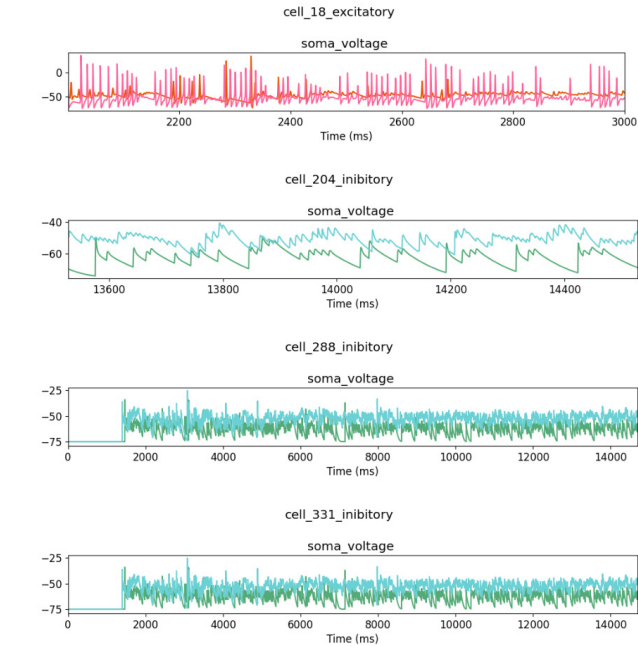 cell_18_excitatory
soma_voltage
0
−50
2200 2400 2600 2800 3000
Time (ms)
cell_204_inibitory
soma_voltage
−40
−60
13600 13800 14000 14200 14400
Time (ms)
cell_288_inibitory
soma_voltage
−25
−50
−75
0 2000 4000 6000 8000 10000 12000 14000
Time (ms)
cell_331_inibitory
soma_voltage
−25
−50
−75
0 2000 4000 6000 8000 10000 12000 14000
Time (ms)